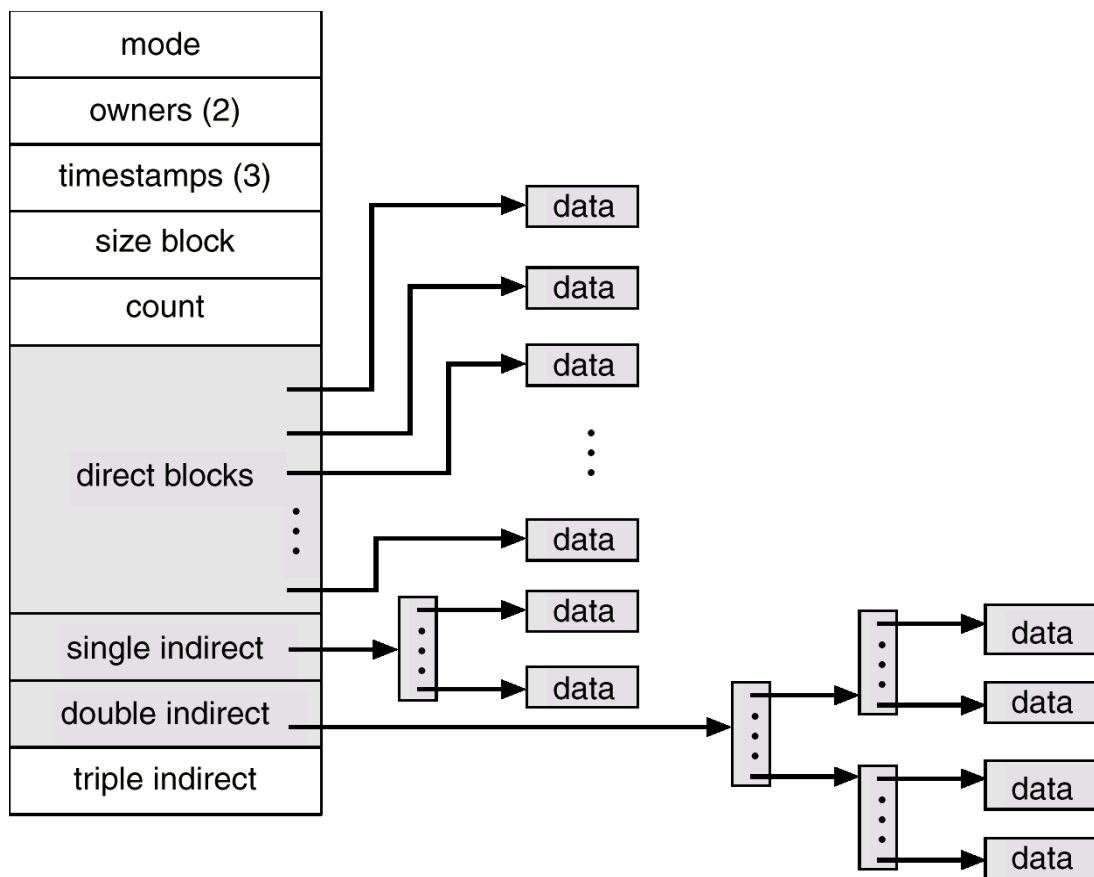 mode
owners (2)
timestamps (3)
size block
count
direct blocks
single indirect
double indirect
triple indirect
data
data
data
data
data
data
data
data
data
data